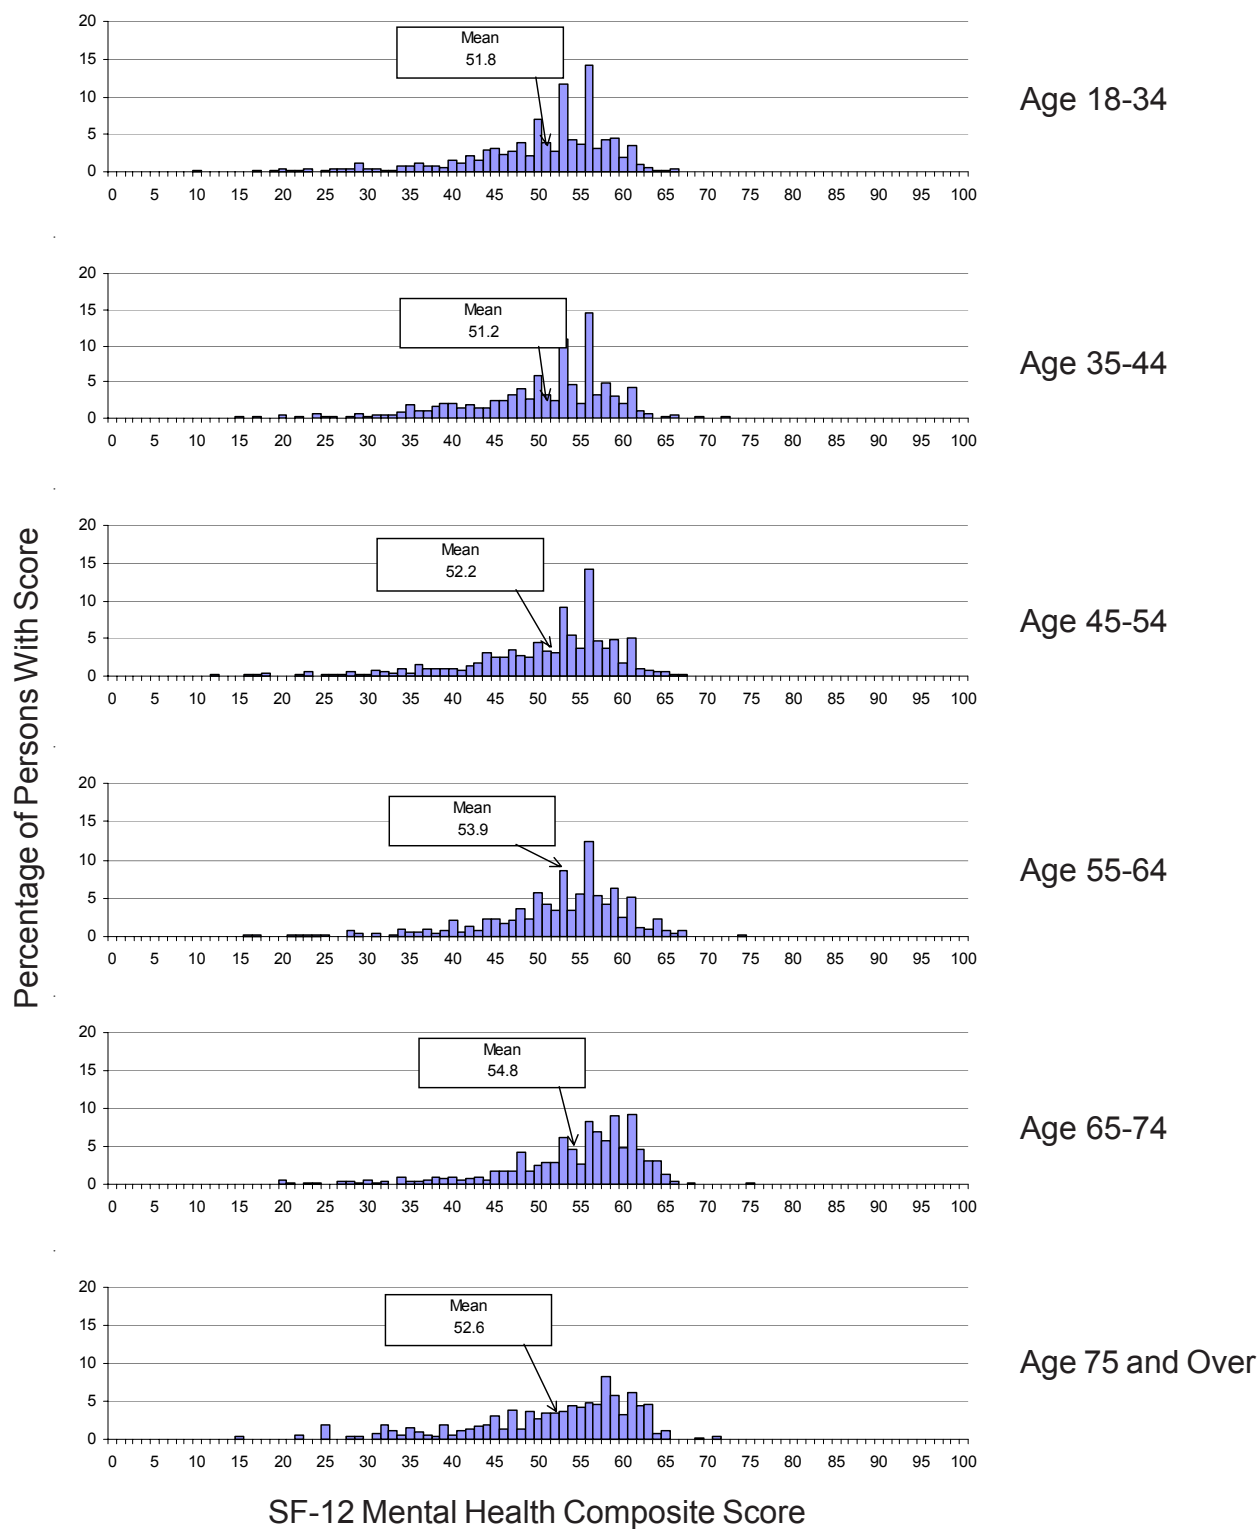 20
15
10
5
0
Mean
51.8
0 5 10 15 20 25 30 35 40 45 50 55 60 65 70 75 80 85 90 95 100
Age 18-34
20
15
10
5
0
Mean
51.2
0 5 10 15 20 25 30 35 40 45 50 55 60 65 70 75 80 85 90 95 100
Age 35-44
20
15
10
5
0
Mean
52.2
0 5 10 15 20 25 30 35 40 45 50 55 60 65 70 75 80 85 90 95 100
Age 45-54
Percentage of Persons With Score
20
15
10
5
0
Mean
53.9
0 5 10 15 20 25 30 35 40 45 50 55 60 65 70 75 80 85 90 95 100
Age 55-64
20
15
10
5
0
Mean
54.8
0 5 10 15 20 25 30 35 40 45 50 55 60 65 70 75 80 85 90 95 100
Age 65-74
20
15
10
5
0
Mean
52.6
0 5 10 15 20 25 30 35 40 45 50 55 60 65 70 75 80 85 90 95 100
Age 75 and Over
SF-12 Mental Health Composite Score